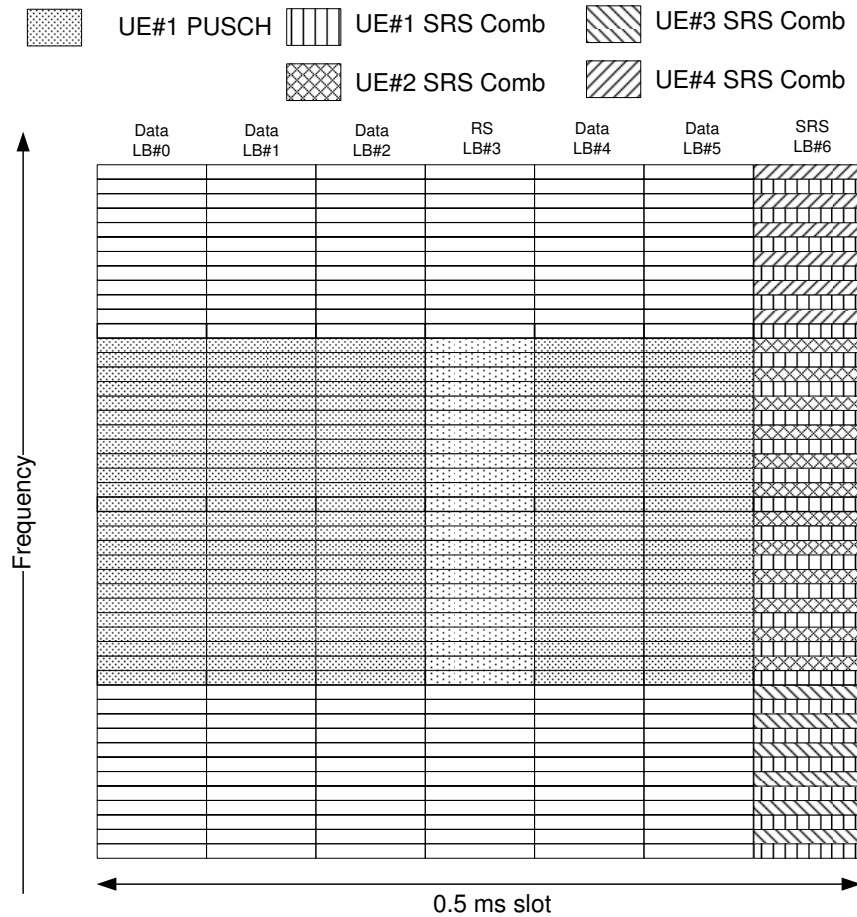 UE#1 PUSCH
UE#1 SRS Comb
UE#3 SRS Comb
UE#2 SRS Comb
UE#4 SRS Comb
Data
LB#0
Data
LB#1
Data
LB#2
RS
LB#3
Data
LB#4
Data
LB#5
SRS
LB#6
Frequency
0.5 ms slot